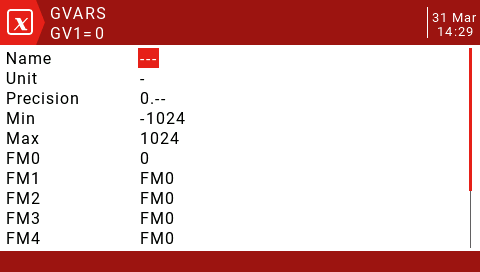 GVARS
GV1=0
31 Mar
14:29
Name ---
Unit -
Precision 0.--
Min -1024
Max 1024
FM0 0
FM1 FM0
FM2 FM0
FM3 FM0
FM4 FM0